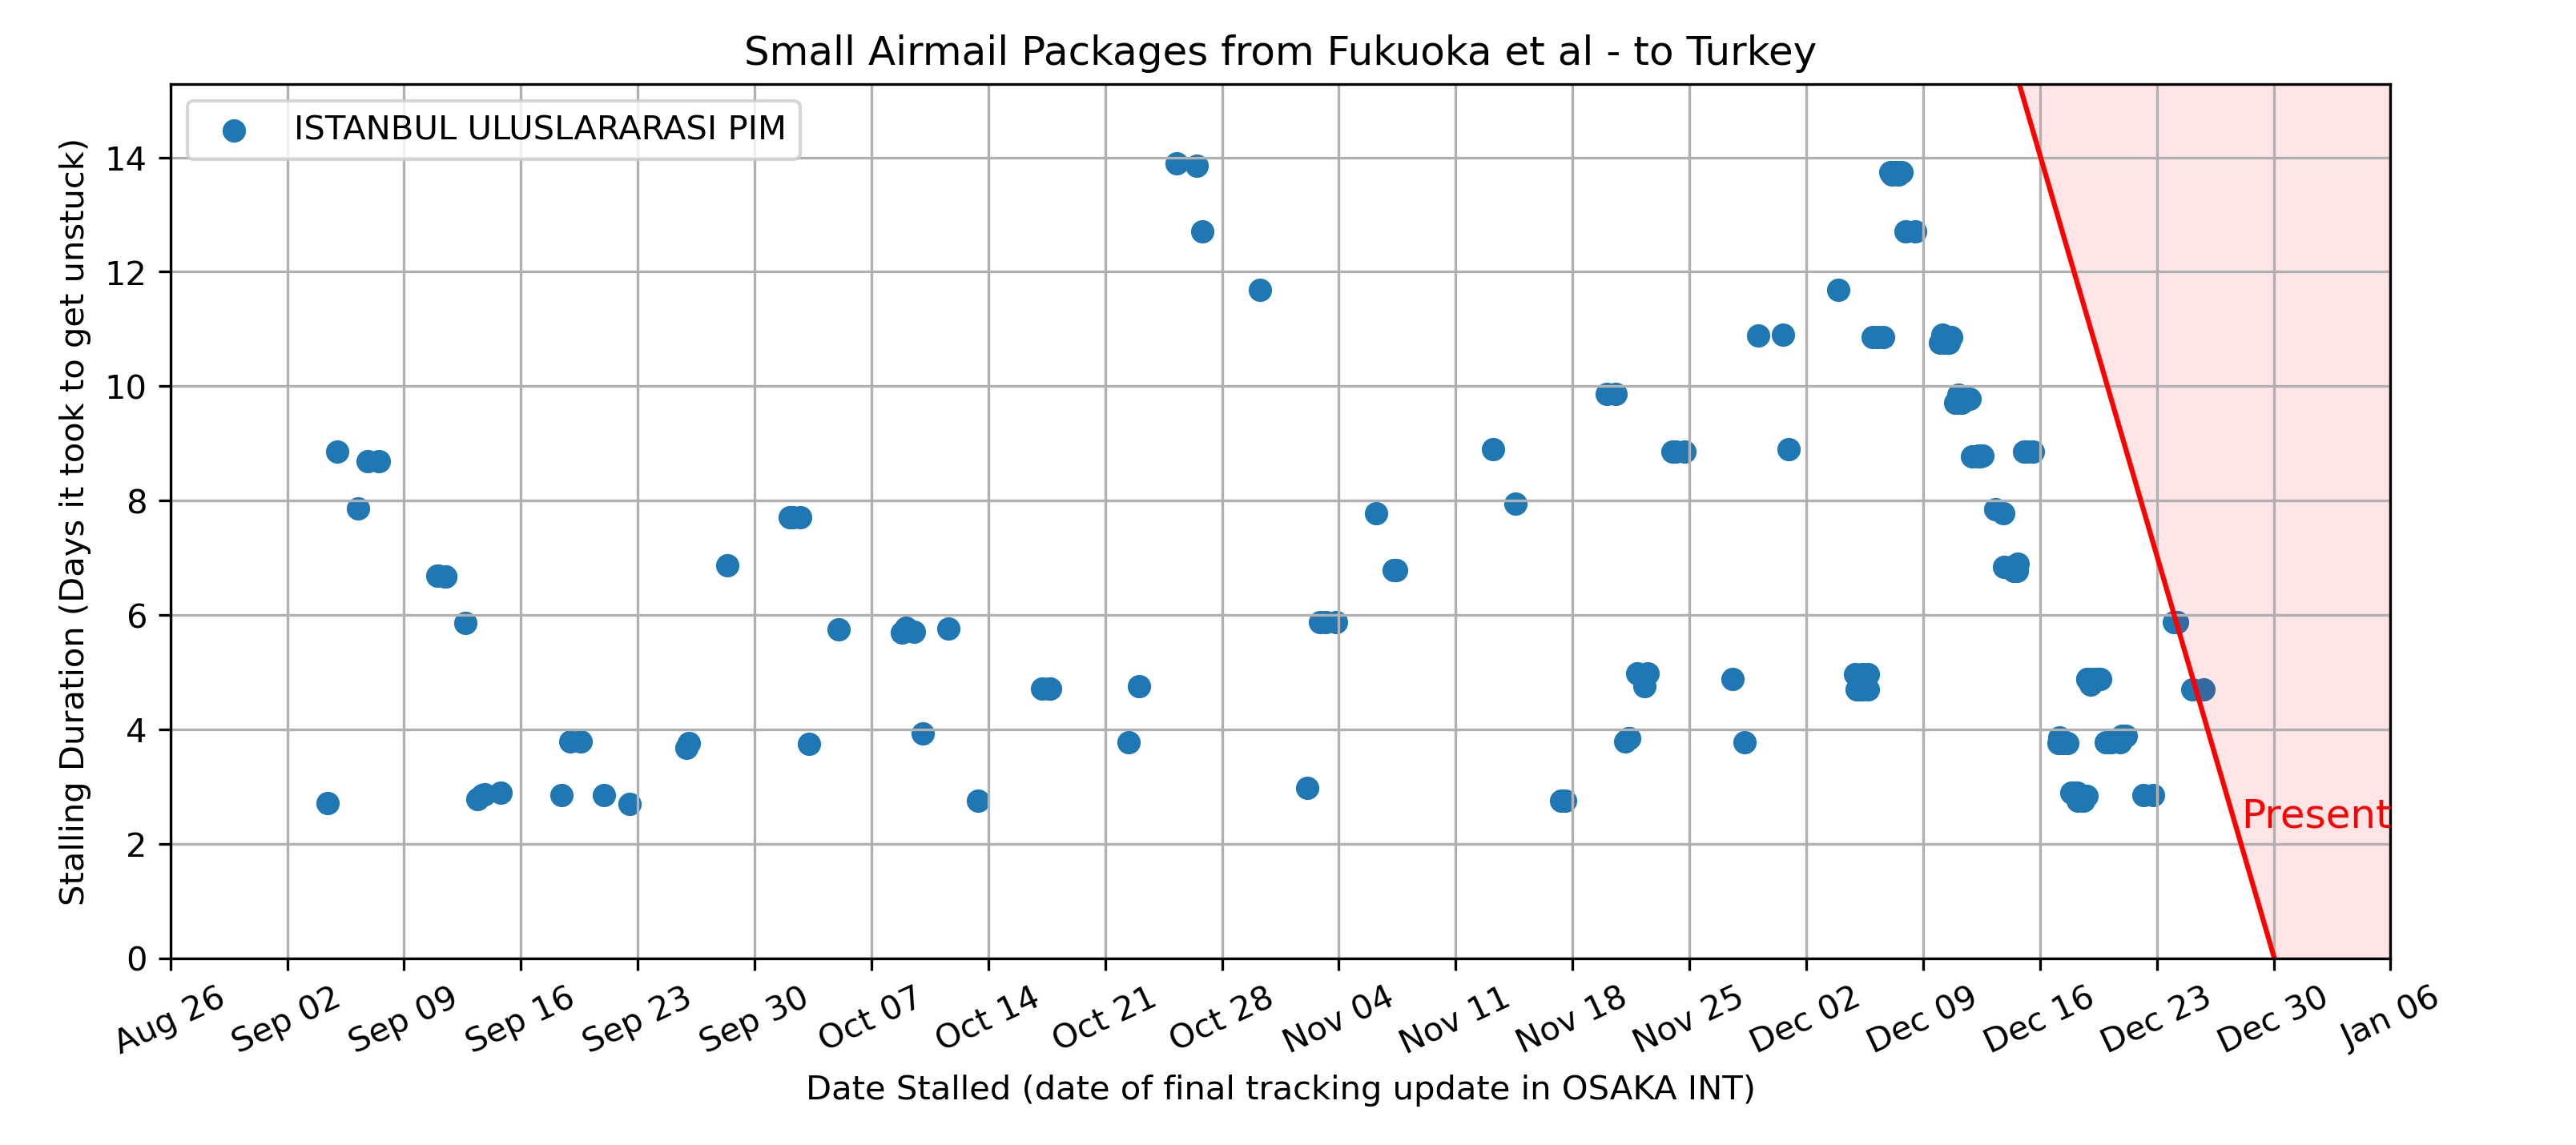 Small Airmail Packages from Fukuoka et al - to Turkey
ISTANBUL ULUSLARARASI PIM
Stalling Duration (Days it took to get unstuck)
14
12
10
8
6
4
2
0
Present
Aug 26
Sep 02
Sep 09
Sep 16
Sep 23
Sep 30
Oct 07
Oct 14
Oct 21
Oct 28
Nov 04
Nov 11
Nov 18
Nov 25
Dec 02
Dec 09
Dec 16
Dec 23
Dec 30
Jan 06
Date Stalled (date of final tracking update in OSAKA INT)